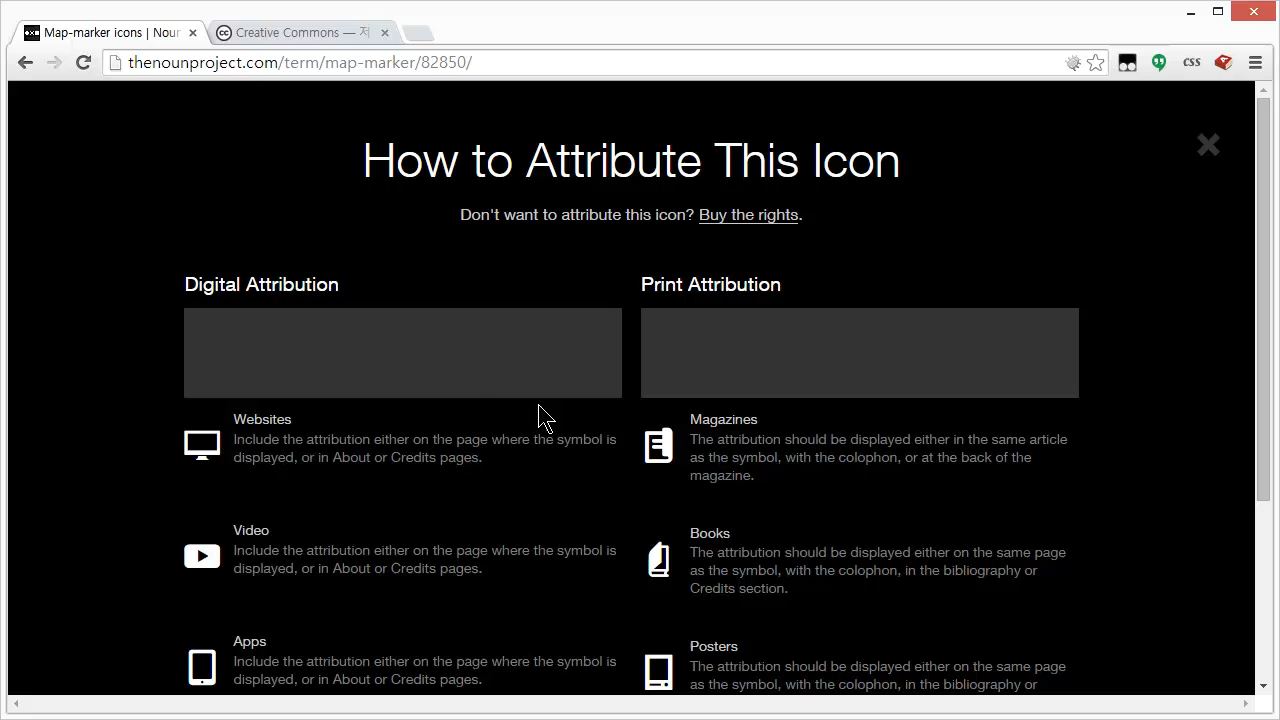 Map-marker icons | Nour
Creative Commons — 저
thenounproject.com/term/map-marker/82850/
css
How to Attribute This Icon
Don't want to attribute this icon? Buy the rights.
Digital Attribution
Websites
Include the attribution either on the page where the symbol is
displayed, or in About or Credits pages.
Video
Include the attribution either on the page where the symbol is
displayed, or in About or Credits pages.
Apps
Include the attribution either on the page where the symbol is
displayed, or in About or Credits pages.
Print Attribution
Magazines
The attribution should be displayed either in the same article
as the symbol, with the colophon, or at the back of the
magazine.
Books
The attribution should be displayed either on the same page
as the symbol, with the colophon, in the bibliography or
Credits section.
Posters
The attribution should be displayed either on the same page
as the symbol, with the colophon, in the bibliography or